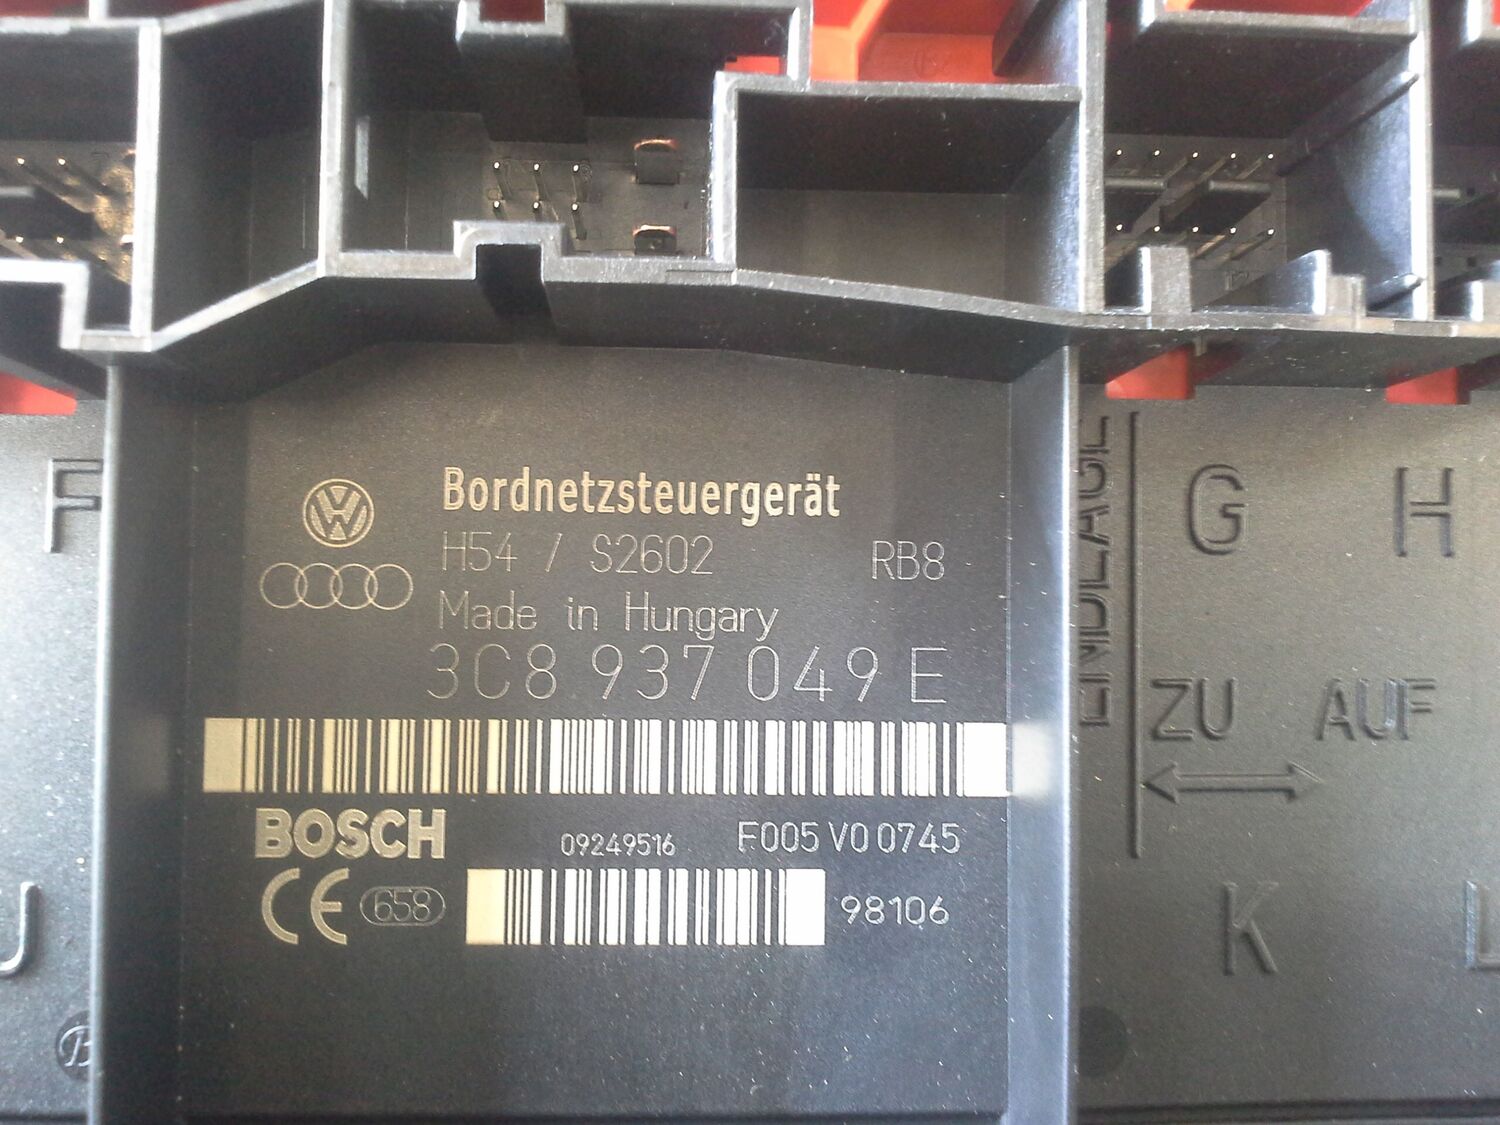 Bordnetzsteuergerät
H54 / S2602 RB8
Made in Hungary
3C8 937 049 E
BOSCH 09249516 F005 V0 0745
CE 658 98106
F
G H
ENDLAGE
ZU AUF
J
K L